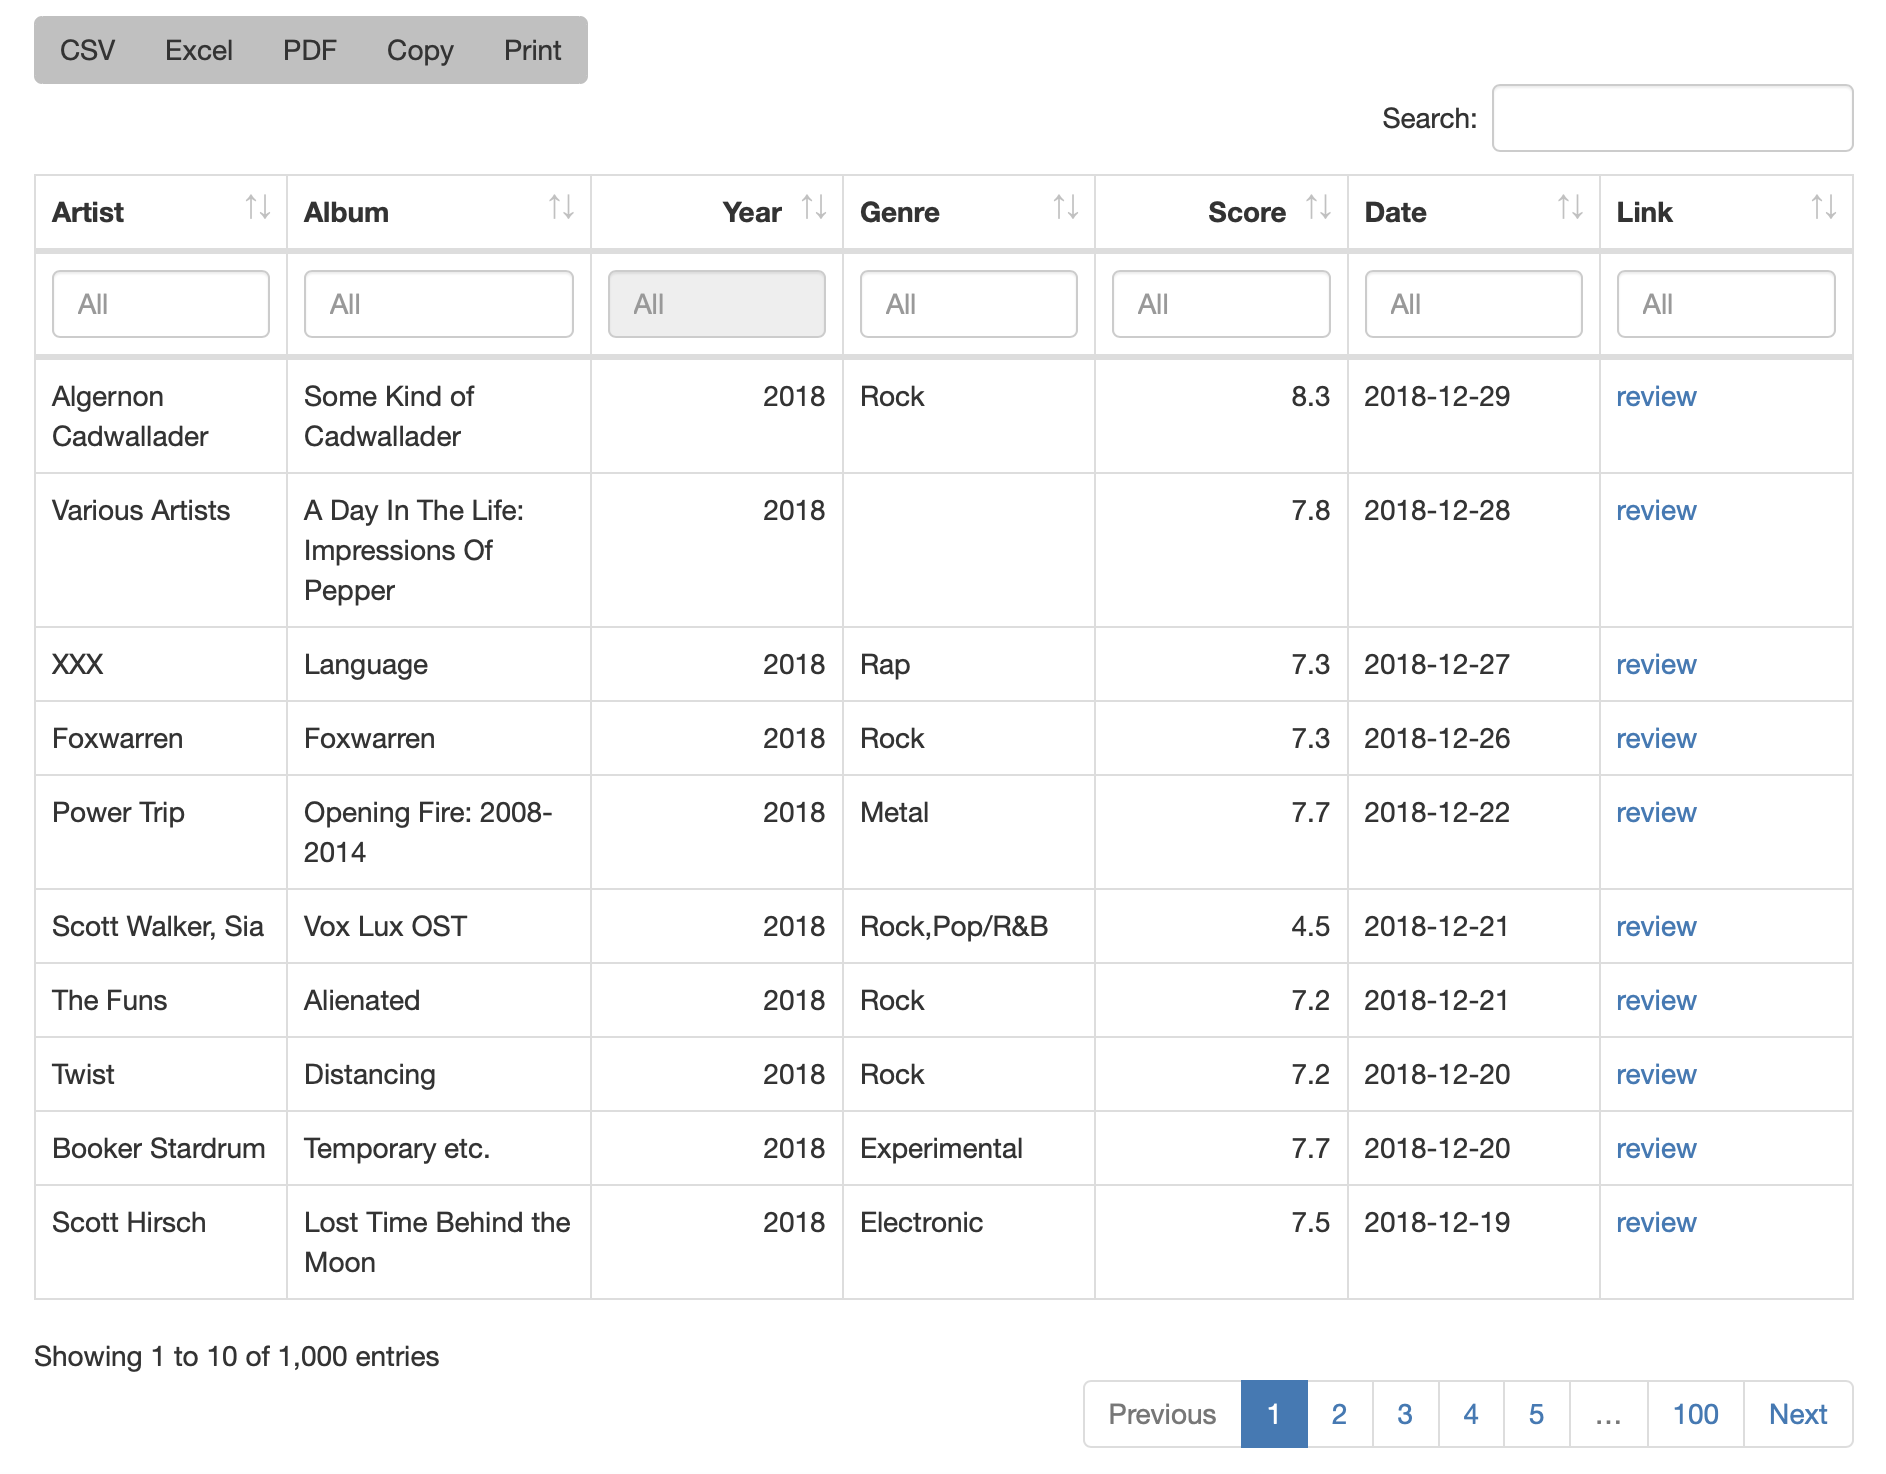 CSV Excel PDF Copy Print
Search:
Artist Album Year Genre Score Date Link
All All All All All All All
Algernon Some Kind of 2018 Rock 8.3 2018-12-29 review
Cadwallader Cadwallader
Various Artists A Day In The Life: 2018 7.8 2018-12-28 review
Impressions Of
Pepper
XXX Language 2018 Rap 7.3 2018-12-27 review
Foxwarren Foxwarren 2018 Rock 7.3 2018-12-26 review
Power Trip Opening Fire: 2008- 2018 Metal 7.7 2018-12-22 review
2014
Scott Walker, Sia Vox Lux OST 2018 Rock,Pop/R&B 4.5 2018-12-21 review
The Funs Alienated 2018 Rock 7.2 2018-12-21 review
Twist Distancing 2018 Rock 7.2 2018-12-20 review
Booker Stardrum Temporary etc. 2018 Experimental 7.7 2018-12-20 review
Scott Hirsch Lost Time Behind the 2018 Electronic 7.5 2018-12-19 review
Moon
Showing 1 to 10 of 1,000 entries
Previous 1 2 3 4 5 … 100 Next